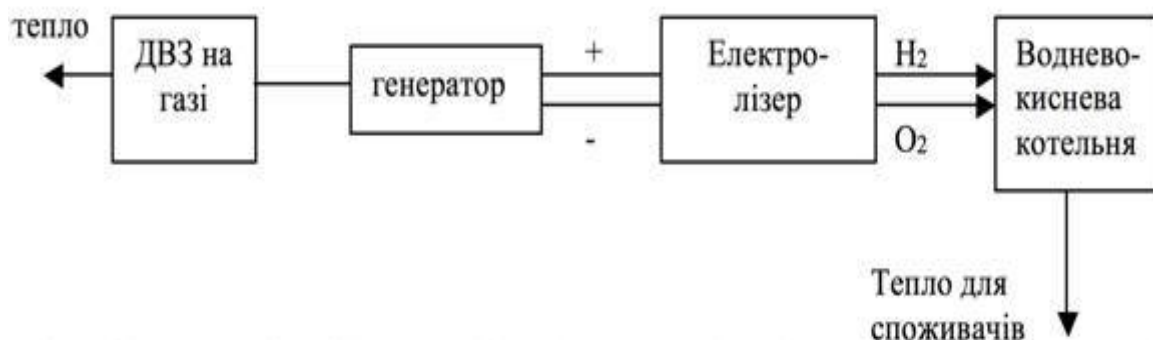 тепло
ДВЗ на
газі
генератор
+
-
Електро-
лізер
H₂
O₂
Воднево-
киснева
котельня
Тепло для
споживачів